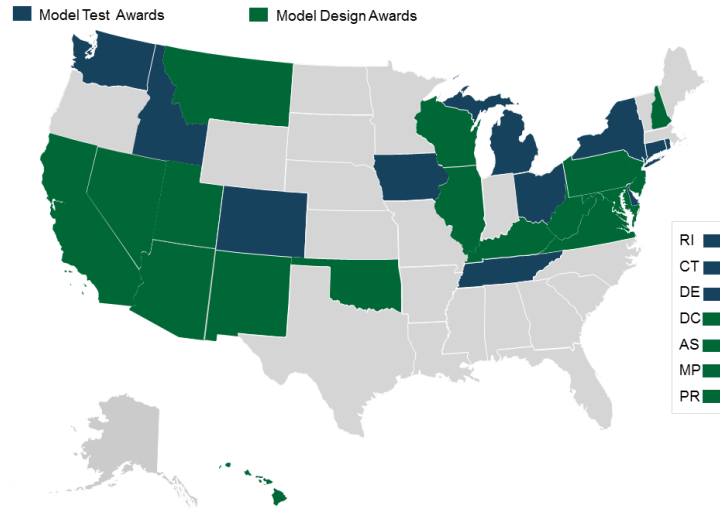 Model Test Awards
Model Design Awards
RI
CT
DE
DC
AS
MP
PR